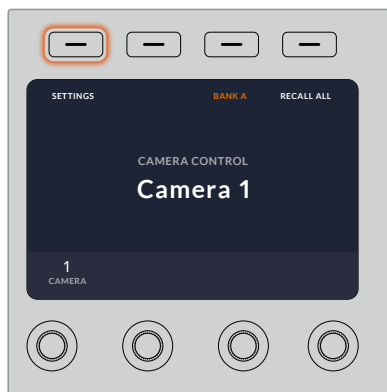 SETTINGS BANK A RECALL ALL
CAMERA CONTROL
Camera 1
1
CAMERA